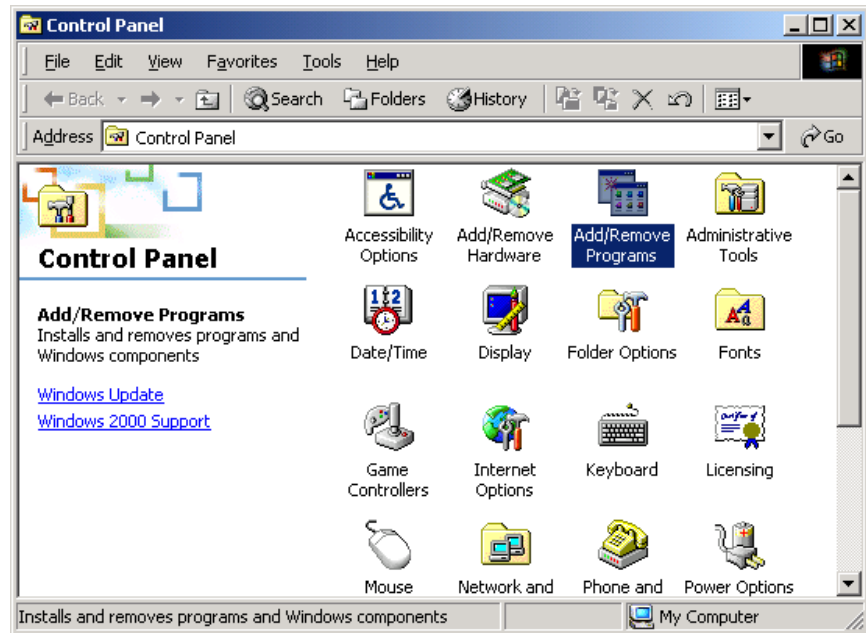 Control Panel
File Edit View Favorites Tools Help
Back Search Folders History
Address Control Panel Go
Control Panel
Add/Remove Programs
Installs and removes programs and
Windows components
Windows Update
Windows 2000 Support
Accessibility
Options
Add/Remove
Hardware
Add/Remove
Programs
Administrative
Tools
Date/Time
Display
Folder Options
Fonts
Game
Controllers
Internet
Options
Keyboard
Licensing
Mouse
Network and
Phone and
Power Options
Installs and removes programs and Windows components
My Computer